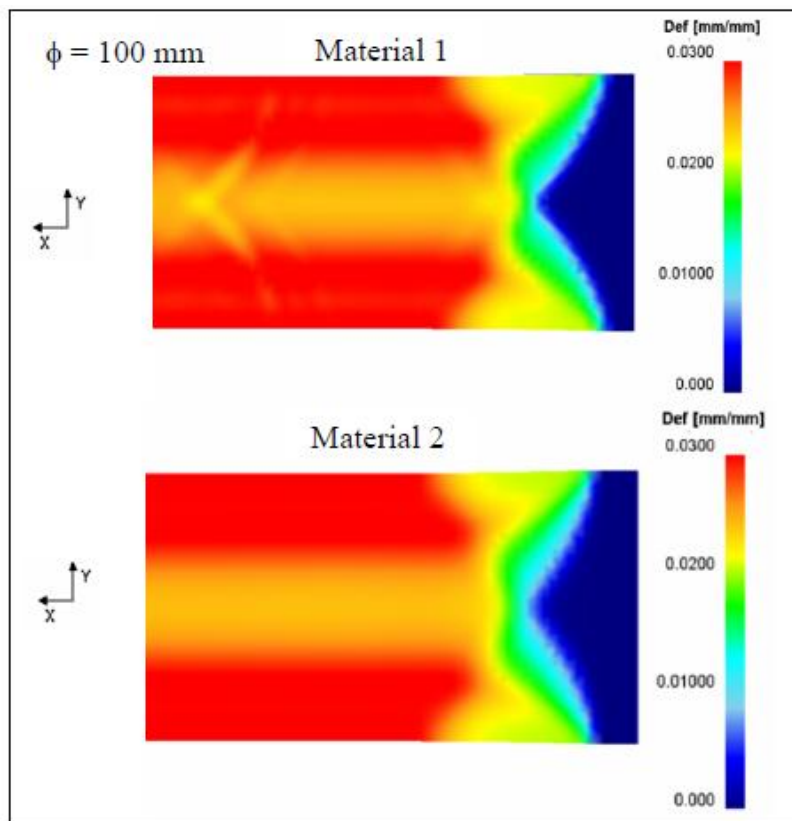 ϕ = 100 mm
Material 1
Def [mm/mm]
0.0300
0.0200
0.01000
0.000
Y
X
Material 2
Def [mm/mm]
0.0300
0.0200
0.01000
0.000
Y
X